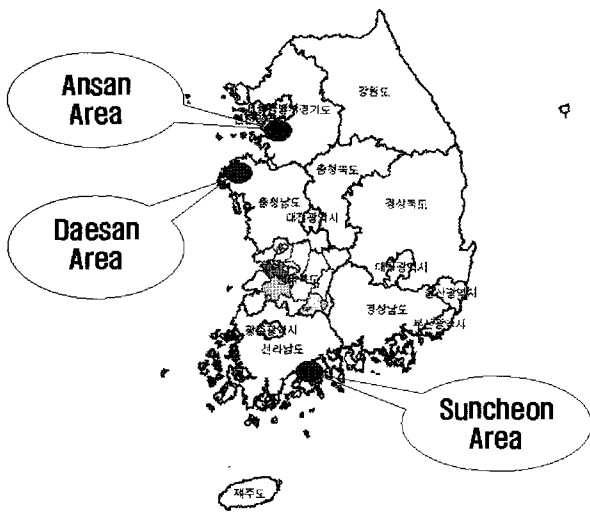 Ansan
Area
강원도
경기도
충청북도
충청남도
Daesan
Area
대전광역시
경상북도
대구광역시
울산광역시
경상남도
부산광역시
광주광역시
전라남도
Suncheon
Area
제주도